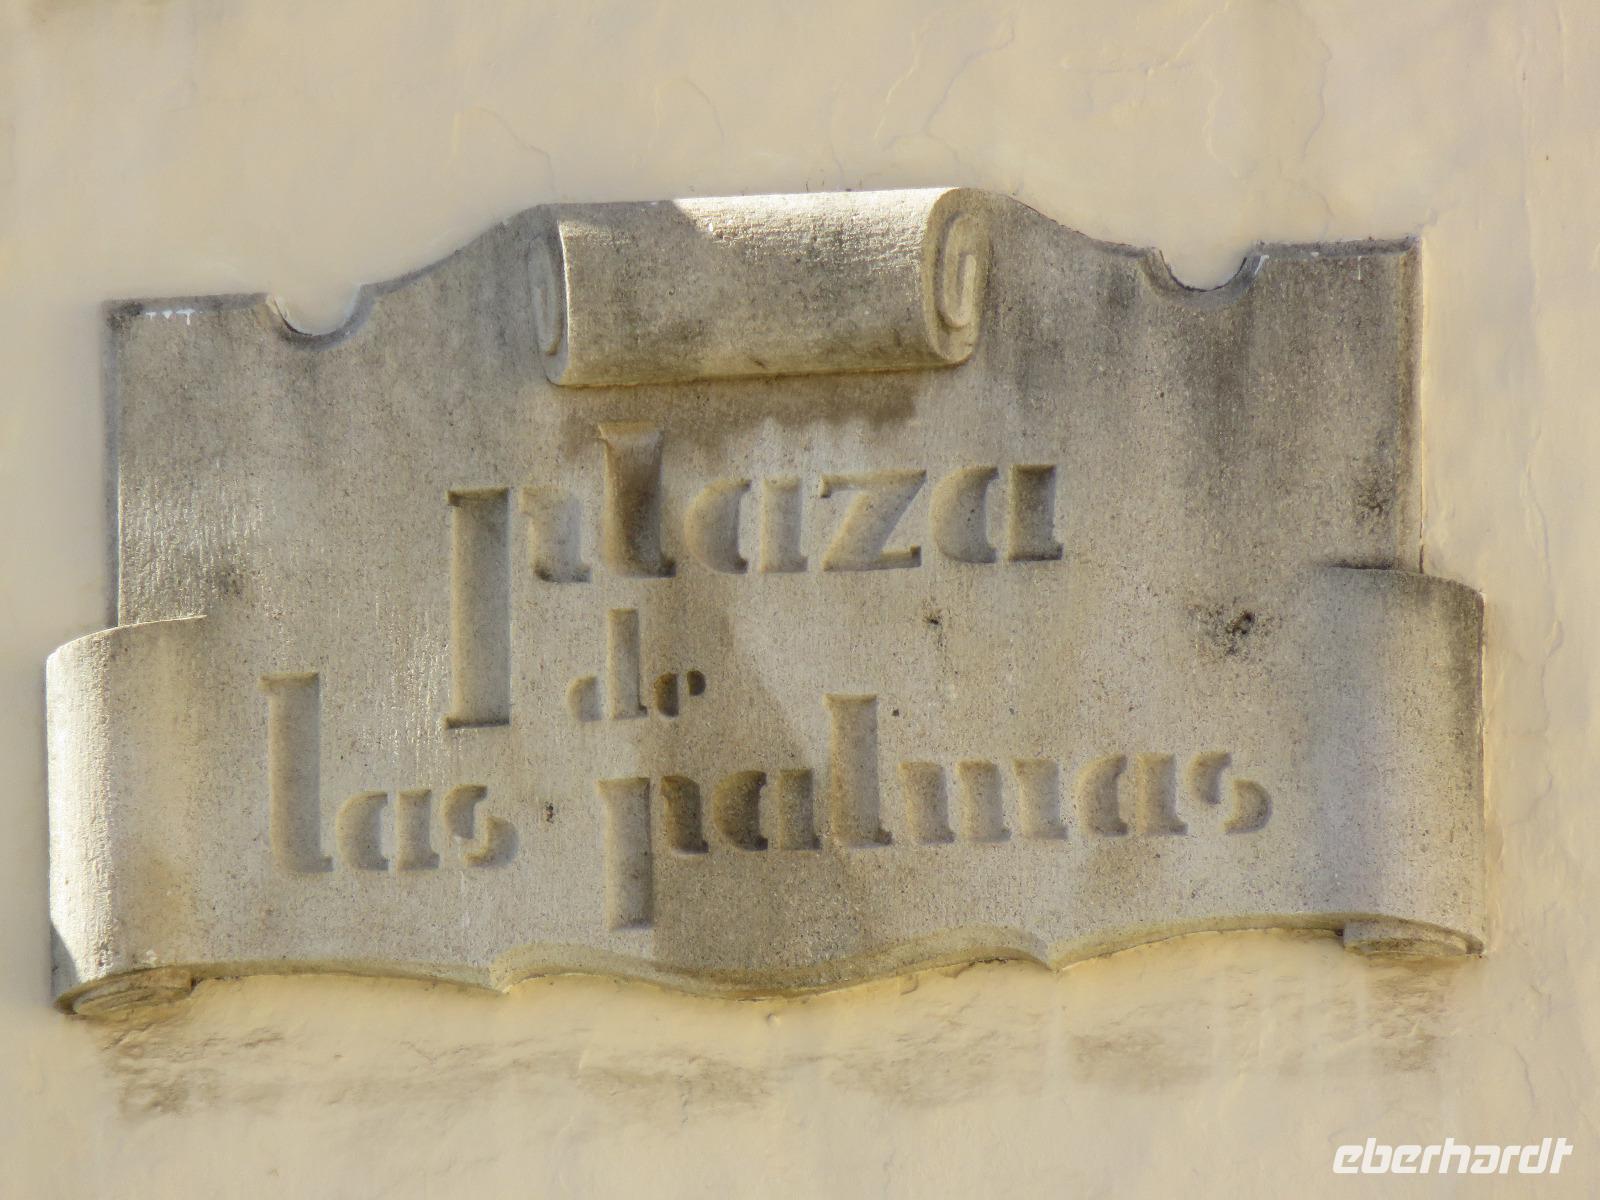 plaza
de
las palmas
eberhardt